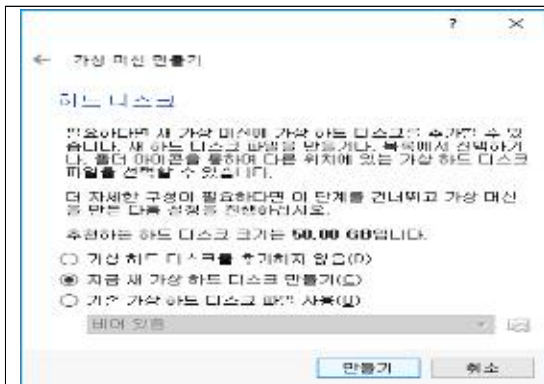 ?
×
← 가상 머신 만들기
하드 디스크
필요하다면 새 가상 머신에 가상 하드 디스크를 추가할 수 있
습니다. 새 하드 디스크 파일을 만들거나, 목록에서 선택하거
나, 폴더 아이콘을 통하여 다른 위치에 있는 가상 하드 디스크
파일을 선택할 수 있습니다.
더 자세한 구성이 필요하다면 이 단계를 건너뛰고 가상 머신
을 만든 다음 설정을 진행하십시오.
추천하는 하드 디스크 크기는 50.00 GB입니다.
가상 하드 디스크를 추가하지 않음(D)
지금 새 가상 하드 디스크 만들기(C)
기존 가상 하드 디스크 파일 사용(U)
비어 있음
만들기
취소